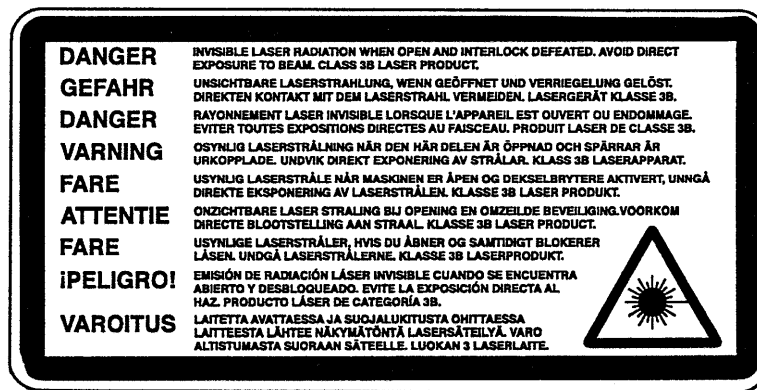 DANGER INVISIBLE LASER RADIATION WHEN OPEN AND INTERLOCK DEFEATED. AVOID DIRECT
EXPOSURE TO BEAM. CLASS 3B LASER PRODUCT.
GEFAHR UNSICHTBARE LASERSTRAHLUNG, WENN GEÖFFNET UND VERRIEGELUNG GELÖST.
DIREKTEN KONTAKT MIT DEM LASERSTRAHL VERMEIDEN. LASERGERÄT KLASSE 3B.
DANGER RAYONNEMENT LASER INVISIBLE LORSQUE L'APPAREIL EST OUVERT OU ENDOMMAGE.
EVITER TOUTES EXPOSITIONS DIRECTES AU FAISCEAU. PRODUIT LASER DE CLASSE 3B.
VARNING OSYNLIG LASERSTRÅLNING NÄR DEN HÄR DELEN ÄR ÖPPNAD OCH SPÄRRAR ÄR
URKOPPLADE. UNDVIK DIREKT EXPONERING AV STRÅLAR. KLASS 3B LASERAPPARAT.
FARE USYNLIG LASERSTRÅLE NÅR MASKINEN ER ÅPEN OG DEKSELBRYTERE AKTIVERT, UNNGÅ
DIREKTE EKSPONERING AV LASERSTRÅLEN. KLASSE 3B LASER PRODUKT.
ATTENTIE ONZICHTBARE LASER STRALING BIJ OPENING EN OMZEILDE BEVEILIGING.VOORKOM
DIRECTE BLOOTSTELLING AAN STRAAL. KLASSE 3B LASER PRODUCT.
FARE USYNLIGE LASERSTRÅLER, HVIS DU ÅBNER OG SAMTIDIGT BLOKERER
LÅSEN. UNDGÅ LASERSTRÅLERNE. KLASSE 3B LASERPRODUKT.
¡PELIGRO! EMISIÓN DE RADIACIÓN LÁSER INVISIBLE CUANDO SE ENCUENTRA
ABIERTO Y DESBLOQUEADO. EVITE LA EXPOSICIÓN DIRECTA AL
HAZ. PRODUCTO LÁSER DE CATEGORÍA 3B.
VAROITUS LAITETTA AVATTAESSA JA SUOJALUKITUSTA OHITTAESSA
LAITTEESTA LÄHTEE NÄKYMÄTÖNTÄ LASERSÄTEILYÄ. VARO
ALTISTUMASTA SUORAAN SÄTEELLE. LUOKAN 3 LASERLAITE.